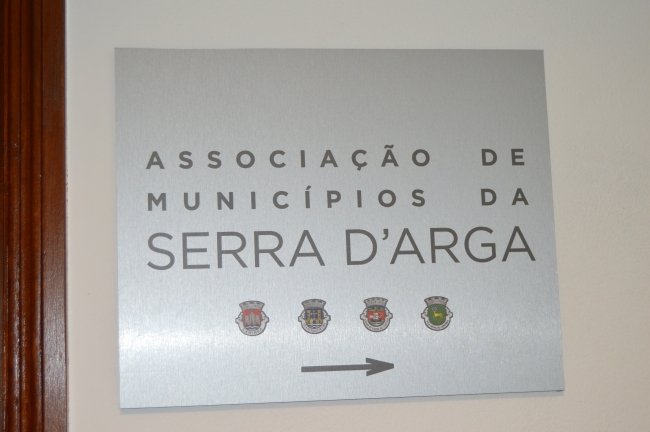 ASSOCIAÇÃO DE
MUNICÍPIOS DA
SERRA D'ARGA